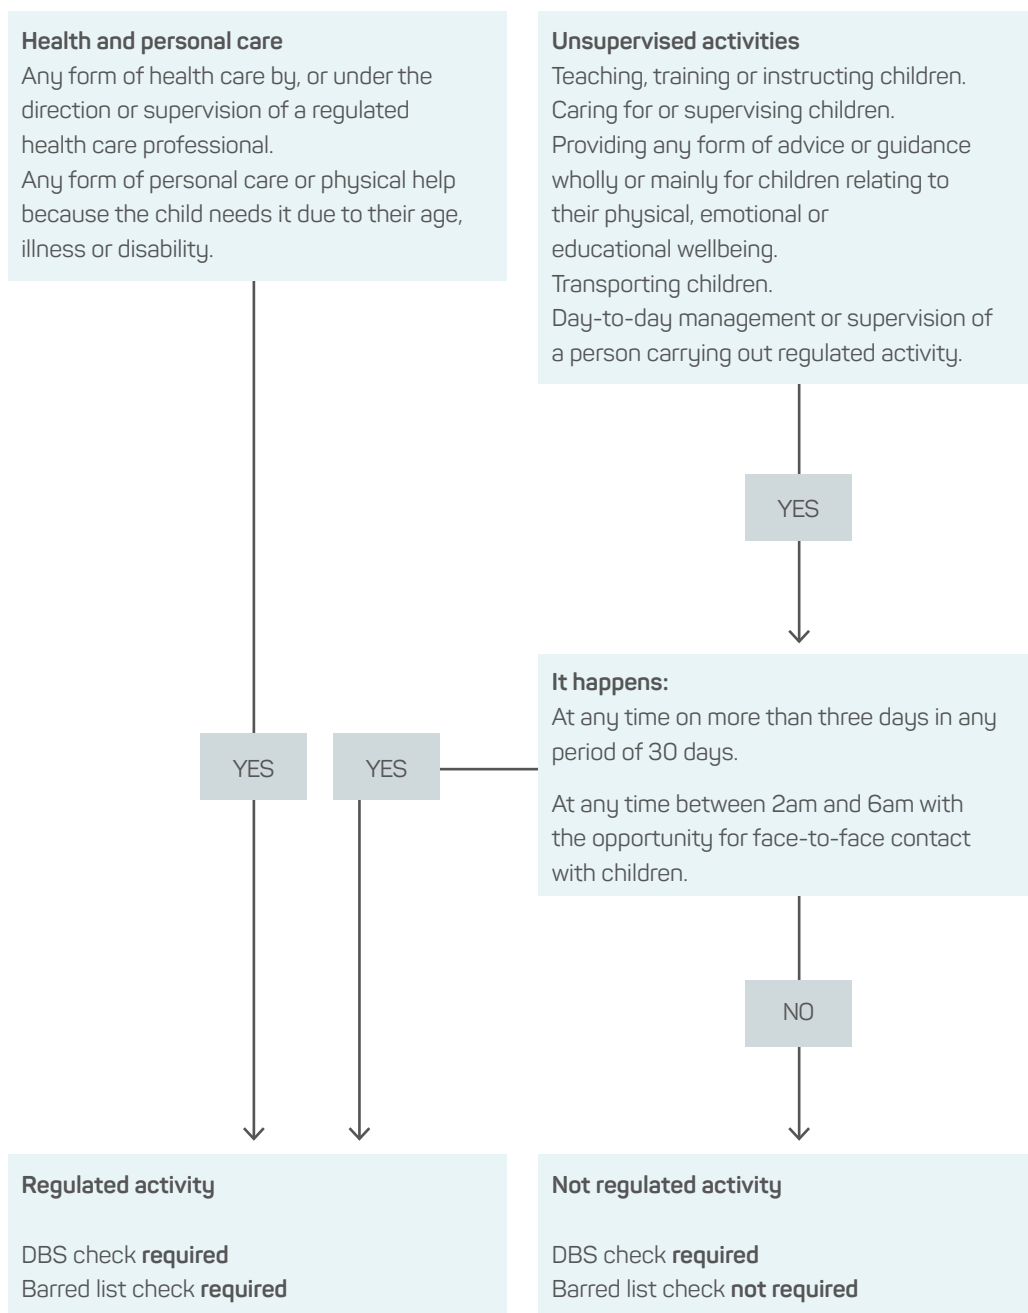 Health and personal care
Any form of health care by, or under the
direction or supervision of a regulated
health care professional.
Any form of personal care or physical help
because the child needs it due to their age,
illness or disability.
Unsupervised activities
Teaching, training or instructing children.
Caring for or supervising children.
Providing any form of advice or guidance
wholly or mainly for children relating to
their physical, emotional or
educational wellbeing.
Transporting children.
Day-to-day management or supervision of
a person carrying out regulated activity.
YES
It happens:
At any time on more than three days in any
period of 30 days.
At any time between 2am and 6am with
the opportunity for face-to-face contact
with children.
YES
YES
NO
Regulated activity
DBS check required
Barred list check required
Not regulated activity
DBS check required
Barred list check not required